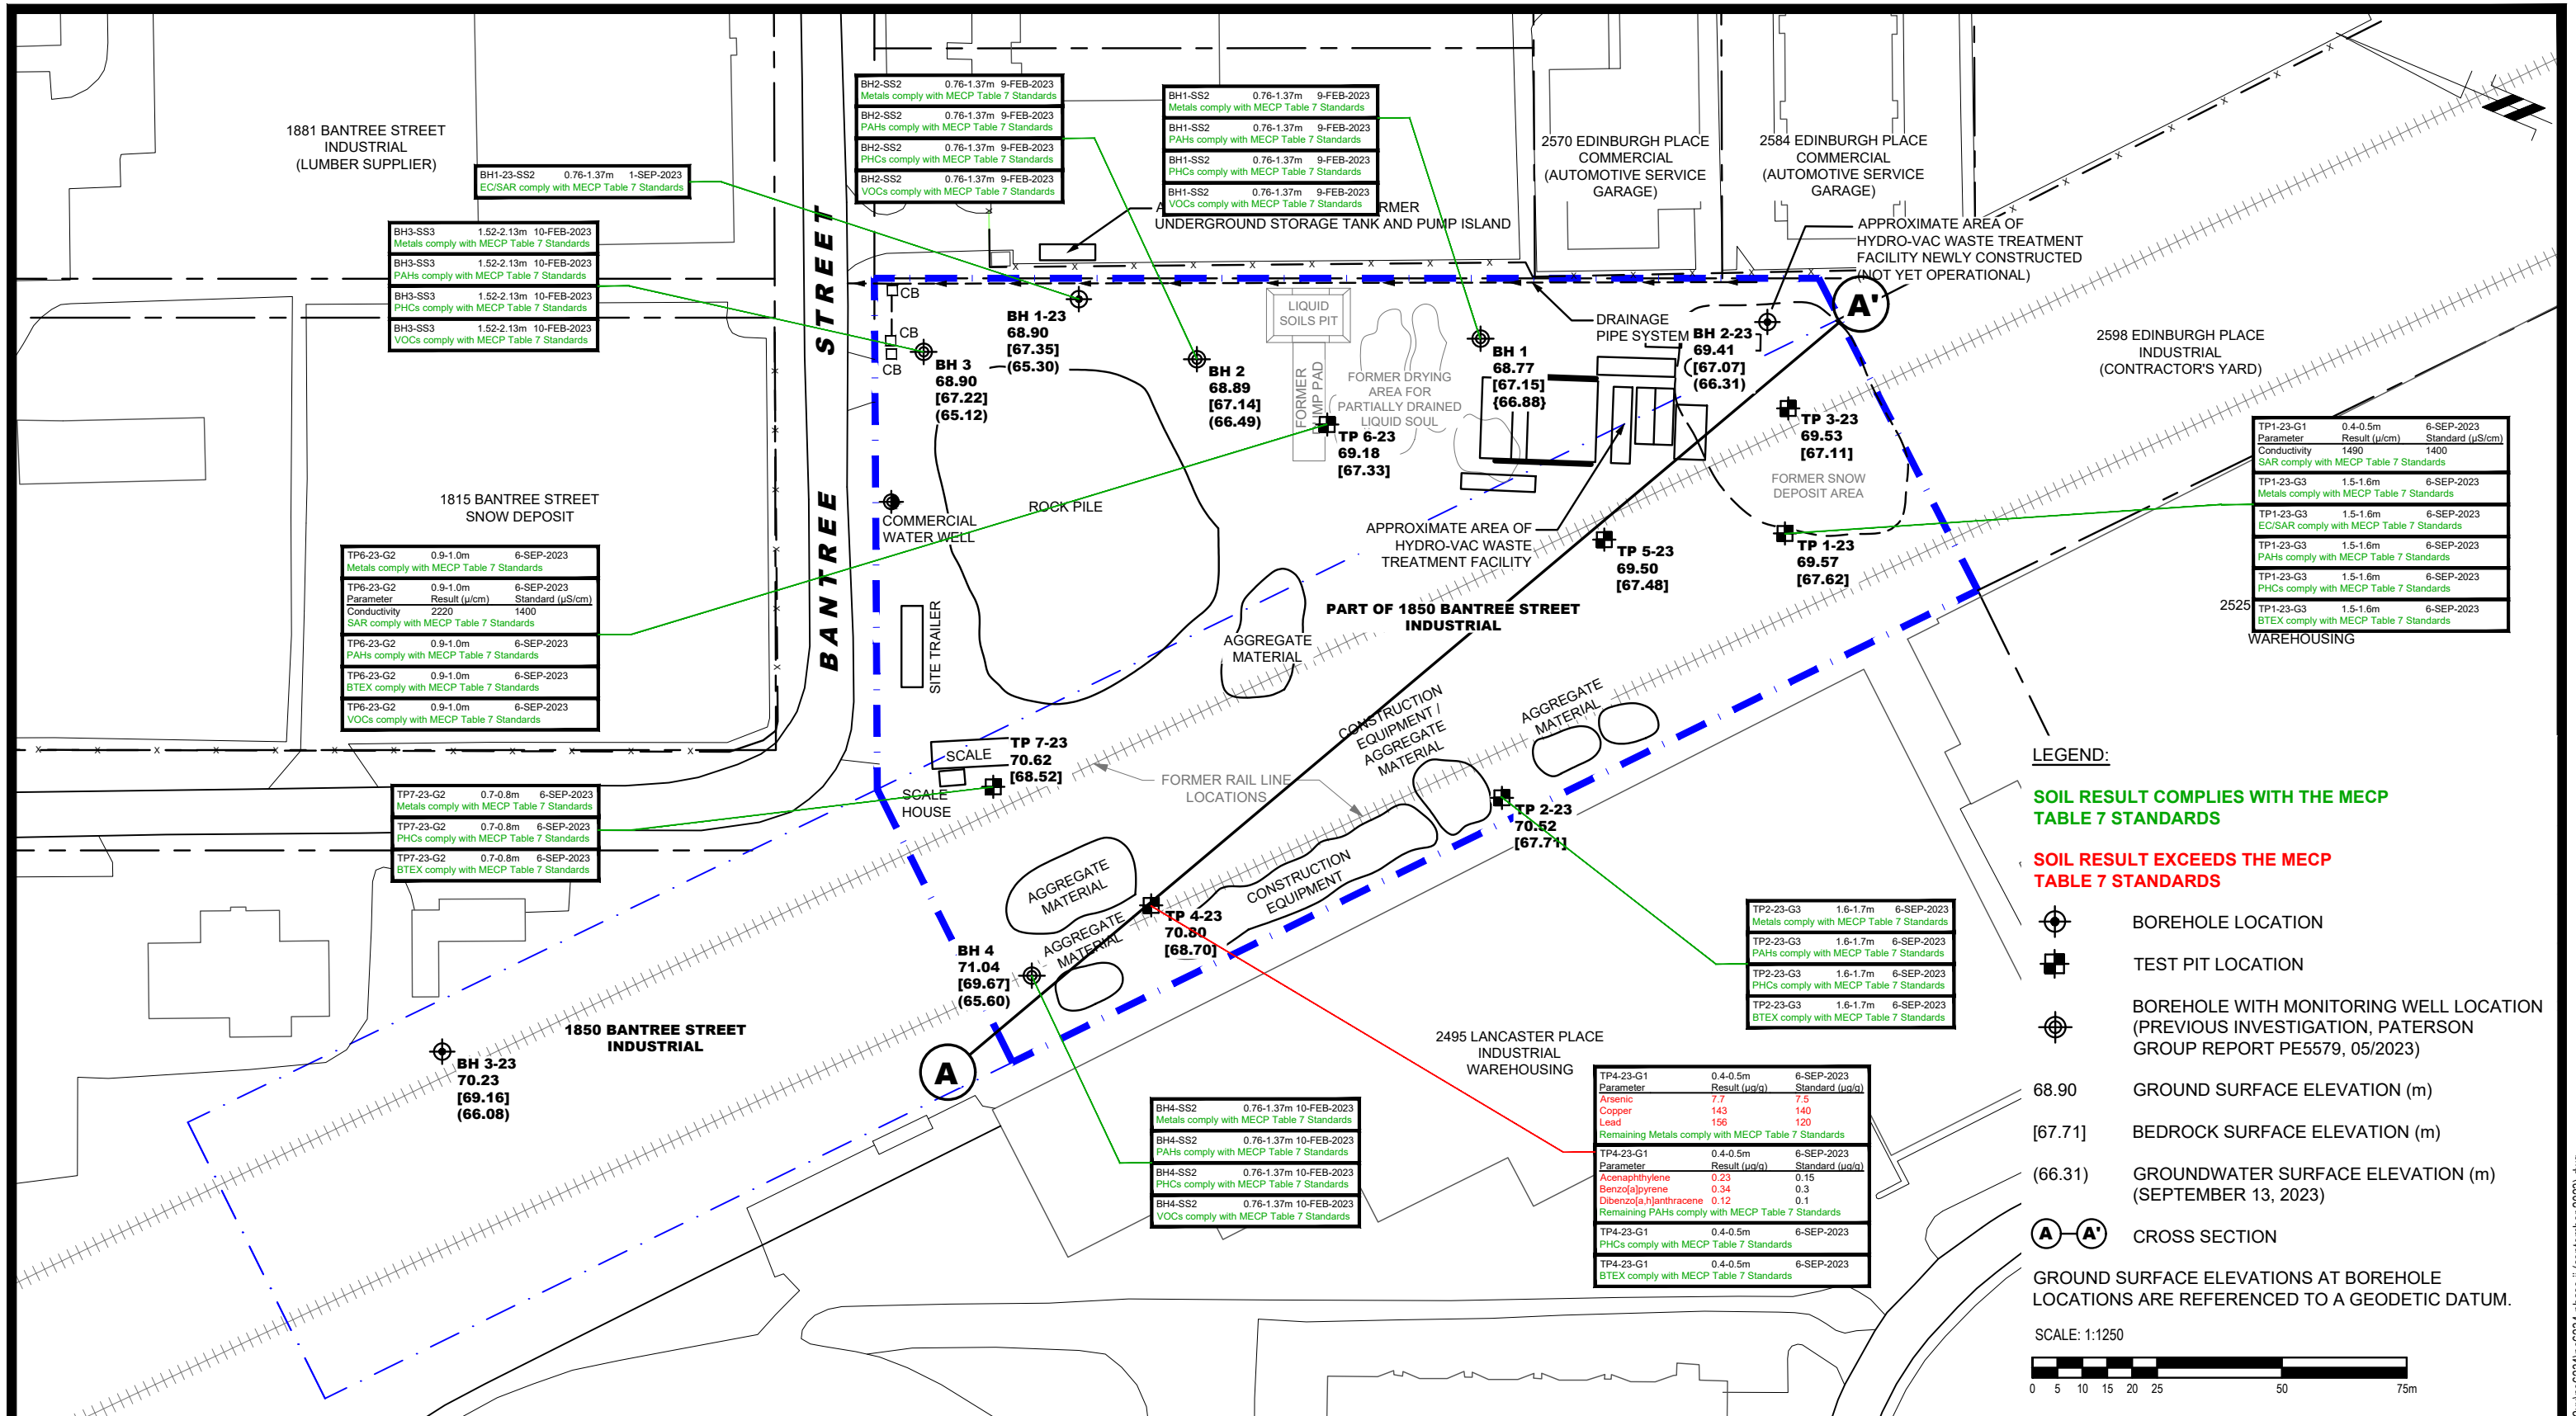 1881 BANTREE STREET
INDUSTRIAL
(LUMBER SUPPLIER)
BH1-23-SS2 0.76-1.37m 1-SEP-2023
EC/SAR comply with MECP Table 7 Standards
BH3-SS3 1.52-2.13m 10-FEB-2023
Metals comply with MECP Table 7 Standards
BH3-SS3 1.52-2.13m 10-FEB-2023
PAHs comply with MECP Table 7 Standards
BH3-SS3 1.52-2.13m 10-FEB-2023
PHCs comply with MECP Table 7 Standards
BH3-SS3 1.52-2.13m 10-FEB-2023
VOCs comply with MECP Table 7 Standards
BH2-SS2 0.76-1.37m 9-FEB-2023
Metals comply with MECP Table 7 Standards
BH2-SS2 0.76-1.37m 9-FEB-2023
PAHs comply with MECP Table 7 Standards
BH2-SS2 0.76-1.37m 9-FEB-2023
PHCs comply with MECP Table 7 Standards
BH2-SS2 0.76-1.37m 9-FEB-2023
VOCs comply with MECP Table 7 Standards
BH1-SS2 0.76-1.37m 9-FEB-2023
Metals comply with MECP Table 7 Standards
BH1-SS2 0.76-1.37m 9-FEB-2023
PAHs comply with MECP Table 7 Standards
BH1-SS2 0.76-1.37m 9-FEB-2023
PHCs comply with MECP Table 7 Standards
BH1-SS2 0.76-1.37m 9-FEB-2023
VOCs comply with MECP Table 7 Standards
UNDERGROUND STORAGE TANK AND PUMP ISLAND
2570 EDINBURGH PLACE
COMMERCIAL
(AUTOMOTIVE SERVICE
GARAGE)
2584 EDINBURGH PLACE
COMMERCIAL
(AUTOMOTIVE SERVICE
GARAGE)
APPROXIMATE AREA OF
HYDRO-VAC WASTE TREATMENT
FACILITY NEWLY CONSTRUCTED
(NOT YET OPERATIONAL)
A'
2598 EDINBURGH PLACE
INDUSTRIAL
(CONTRACTOR'S YARD)
BANTREE STREET
CB
CB
CB
BH 1-23
68.90
[67.35]
(65.30)
BH 3
68.90
[67.22]
(65.12)
BH 2
68.89
[67.14]
(66.49)
LIQUID
SOILS PIT
FORMER
FORMER DRYING
AREA FOR
PARTIALLY DRAINED
LIQUID SOUL
BH 1
68.77
[67.15]
{66.88}
DRAINAGE
PIPE SYSTEM
BH 2-23
69.41
[67.07]
(66.31)
TP 3-23
69.53
[67.11]
FORMER SNOW
DEPOSIT AREA
TP 6-23
69.18
[67.33]
TP 1-23
69.57
[67.62]
TP 5-23
69.50
[67.48]
APPROXIMATE AREA OF
HYDRO-VAC WASTE
TREATMENT FACILITY
ROCK PILE
COMMERCIAL
WATER WELL
1815 BANTREE STREET
SNOW DEPOSIT
TP6-23-G2 0.9-1.0m 6-SEP-2023
Metals comply with MECP Table 7 Standards
TP6-23-G2 0.9-1.0m 6-SEP-2023
Parameter Result (µ/cm) Standard (µS/cm)
Conductivity 2220 1400
SAR comply with MECP Table 7 Standards
TP6-23-G2 0.9-1.0m 6-SEP-2023
PAHs comply with MECP Table 7 Standards
TP6-23-G2 0.9-1.0m 6-SEP-2023
BTEX comply with MECP Table 7 Standards
TP6-23-G2 0.9-1.0m 6-SEP-2023
VOCs comply with MECP Table 7 Standards
TP1-23-G1 0.4-0.5m 6-SEP-2023
Parameter Result (µ/cm) Standard (µS/cm)
Conductivity 1490 1400
SAR comply with MECP Table 7 Standards
TP1-23-G3 1.5-1.6m 6-SEP-2023
Metals comply with MECP Table 7 Standards
TP1-23-G3 1.5-1.6m 6-SEP-2023
EC/SAR comply with MECP Table 7 Standards
TP1-23-G3 1.5-1.6m 6-SEP-2023
PAHs comply with MECP Table 7 Standards
TP1-23-G3 1.5-1.6m 6-SEP-2023
PHCs comply with MECP Table 7 Standards
TP1-23-G3 1.5-1.6m 6-SEP-2023
BTEX comply with MECP Table 7 Standards
2525
WAREHOUSING
SITE TRAILER
AGGREGATE
MATERIAL
PART OF 1850 BANTREE STREET
INDUSTRIAL
CONSTRUCTION
EQUIPMENT /
AGGREGATE
MATERIAL
AGGREGATE
MATERIAL
SCALE
TP 7-23
70.62
[68.52]
SCALE
HOUSE
FORMER RAIL LINE
LOCATIONS
TP 2-23
70.52
[67.71]
TP7-23-G2 0.7-0.8m 6-SEP-2023
Metals comply with MECP Table 7 Standards
TP7-23-G2 0.7-0.8m 6-SEP-2023
PHCs comply with MECP Table 7 Standards
TP7-23-G2 0.7-0.8m 6-SEP-2023
BTEX comply with MECP Table 7 Standards
AGGREGATE
MATERIAL
CONSTRUCTION
EQUIPMENT
TP 4-23
70.80
[68.70]
AGGREGATE
MATERIAL
BH 4
71.04
[69.67]
(65.60)
A
1850 BANTREE STREET
INDUSTRIAL
BH 3-23
70.23
[69.16]
(66.08)
TP2-23-G3 1.6-1.7m 6-SEP-2023
Metals comply with MECP Table 7 Standards
TP2-23-G3 1.6-1.7m 6-SEP-2023
PAHs comply with MECP Table 7 Standards
TP2-23-G3 1.6-1.7m 6-SEP-2023
PHCs comply with MECP Table 7 Standards
TP2-23-G3 1.6-1.7m 6-SEP-2023
BTEX comply with MECP Table 7 Standards
2495 LANCASTER PLACE
INDUSTRIAL
WAREHOUSING
BH4-SS2 0.76-1.37m 10-FEB-2023
Metals comply with MECP Table 7 Standards
BH4-SS2 0.76-1.37m 10-FEB-2023
PAHs comply with MECP Table 7 Standards
BH4-SS2 0.76-1.37m 10-FEB-2023
PHCs comply with MECP Table 7 Standards
BH4-SS2 0.76-1.37m 10-FEB-2023
VOCs comply with MECP Table 7 Standards
TP4-23-G1 0.4-0.5m 6-SEP-2023
Parameter Result (µg/g) Standard (µg/g)
Arsenic 7.7 7.5
Copper 143 140
Lead 156 120
Remaining Metals comply with MECP Table 7 Standards
TP4-23-G1 0.4-0.5m 6-SEP-2023
Parameter Result (µg/g) Standard (µg/g)
Acenaphthylene 0.23 0.15
Benzo[a]pyrene 0.34 0.3
Dibenzo[a,h]anthracene 0.12 0.1
Remaining PAHs comply with MECP Table 7 Standards
TP4-23-G1 0.4-0.5m 6-SEP-2023
PHCs comply with MECP Table 7 Standards
TP4-23-G1 0.4-0.5m 6-SEP-2023
BTEX comply with MECP Table 7 Standards
LEGEND:
SOIL RESULT COMPLIES WITH THE MECP
TABLE 7 STANDARDS
SOIL RESULT EXCEEDS THE MECP
TABLE 7 STANDARDS
BOREHOLE LOCATION
TEST PIT LOCATION
BOREHOLE WITH MONITORING WELL LOCATION
(PREVIOUS INVESTIGATION, PATERSON
GROUP REPORT PE5579, 05/2023)
68.90 GROUND SURFACE ELEVATION (m)
[67.71] BEDROCK SURFACE ELEVATION (m)
(66.31) GROUNDWATER SURFACE ELEVATION (m)
(SEPTEMBER 13, 2023)
A A' CROSS SECTION
GROUND SURFACE ELEVATIONS AT BOREHOLE
LOCATIONS ARE REFERENCED TO A GEODETIC DATUM.
SCALE: 1:1250
0 5 10 15 20 25 50 75m